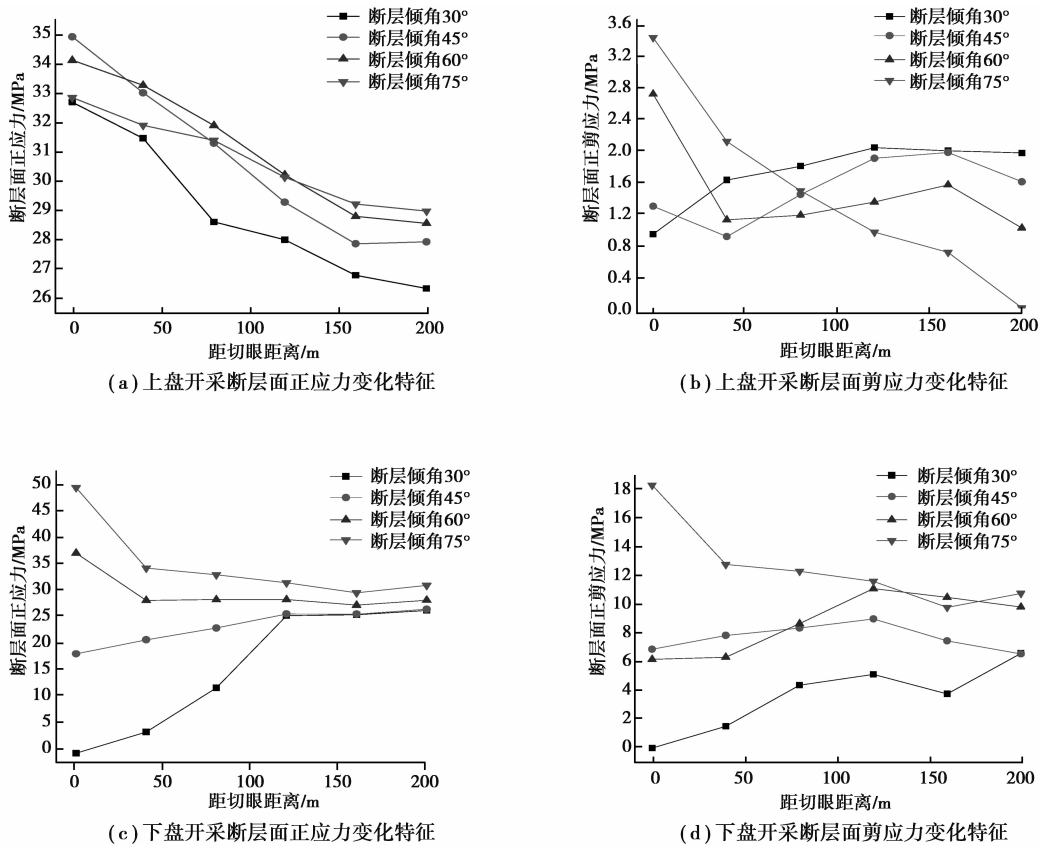 断层倾角30°
断层倾角45°
断层倾角60°
断层倾角75°
35
34
33
32
31
30
29
28
27
26
断层面正应力/MPa
0
50
100
150
200
距切眼距离/m
(a)上盘开采断层面正应力变化特征
断层倾角30°
断层倾角45°
断层倾角60°
断层倾角75°
3.6
3.2
2.8
2.4
2.0
1.6
1.2
0.8
0.4
0.0
断层面正剪应力/MPa
0
50
100
150
200
距切眼距离/m
(b)上盘开采断层面剪应力变化特征
断层倾角30°
断层倾角45°
断层倾角60°
断层倾角75°
50
45
40
35
30
25
20
15
10
5
0
断层面正应力/MPa
0
50
100
150
200
距切眼距离/m
(c)下盘开采断层面正应力变化特征
断层倾角30°
断层倾角45°
断层倾角60°
断层倾角75°
18
16
14
12
10
8
6
4
2
0
断层面正剪应力/MPa
0
50
100
150
200
距切眼距离/m
(d)下盘开采断层面剪应力变化特征